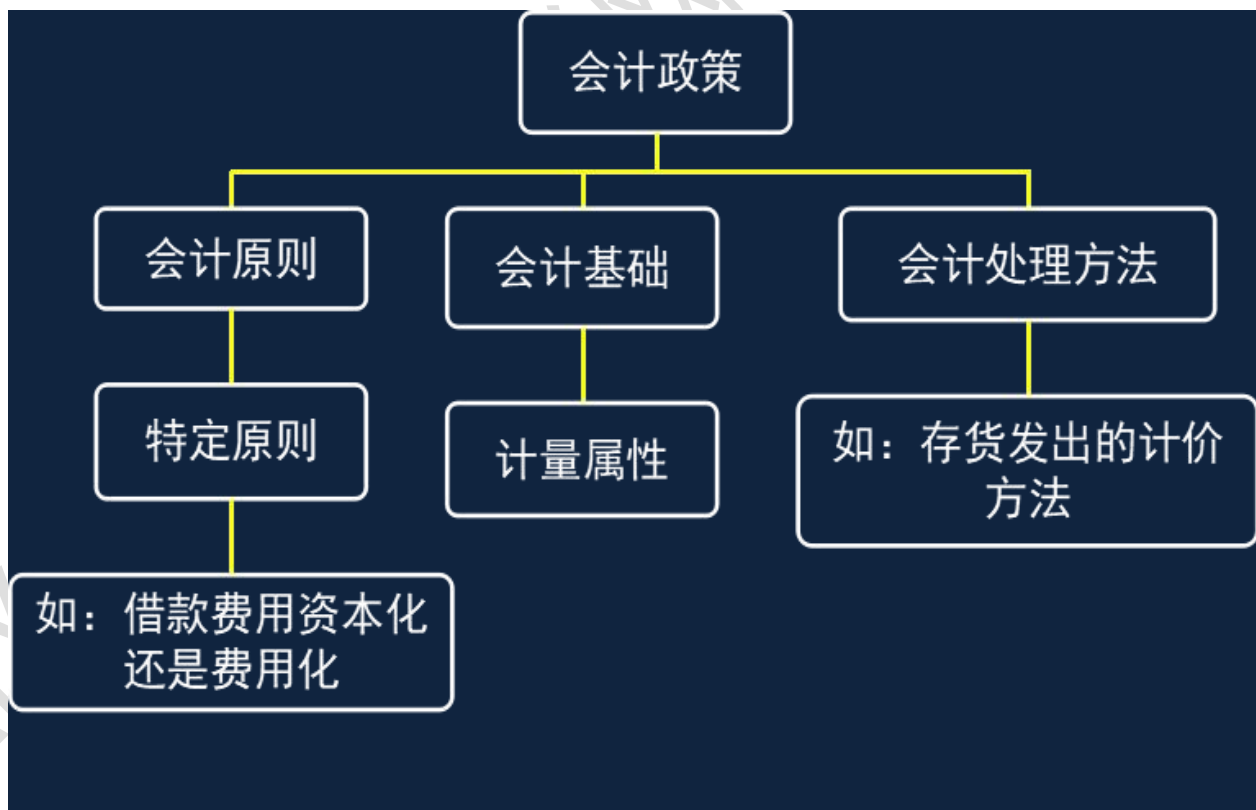 会计政策
会计原则
会计基础
会计处理方法
特定原则
计量属性
如：存货发出的计价
方法
如：借款费用资本化
还是费用化